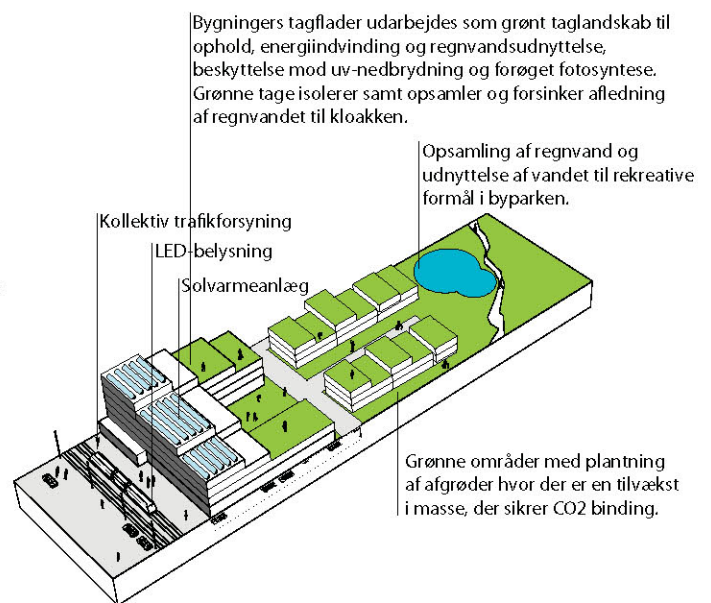 Bygningers tagflader udarbejdes som grønt taglandskab til
ophold, energiindvinding og regnvandsudnyttelse,
beskyttelse mod uv-nedbrydning og forøget fotosyntese.
Grønne tage isolerer samt opsamler og forsinker afledning
af regnvandet til kloakken.
Opsamling af regnvand og
udnyttelse af vandet til rekreative
formål i byparken.
Kollektiv trafikforsyning
LED-belysning
Solvarmeanlæg
Grønne områder med plantning
af afgrøder hvor der er en tilvækst
i masse, der sikrer CO2 binding.